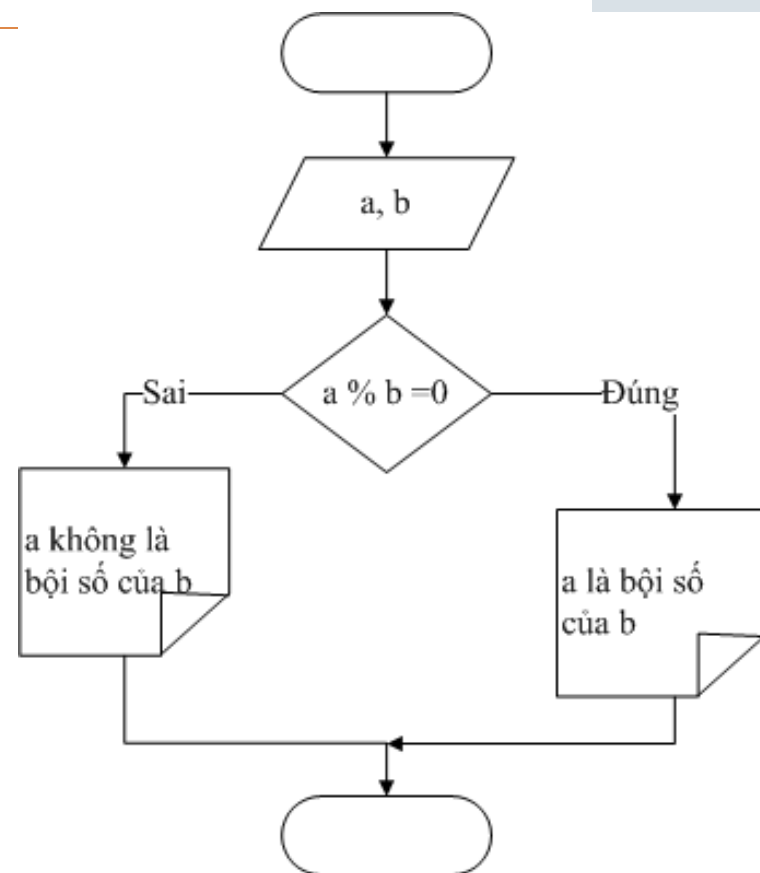 a, b
Sai
a % b =0
Đúng
a không là
bội số của b
a là bội số
của b